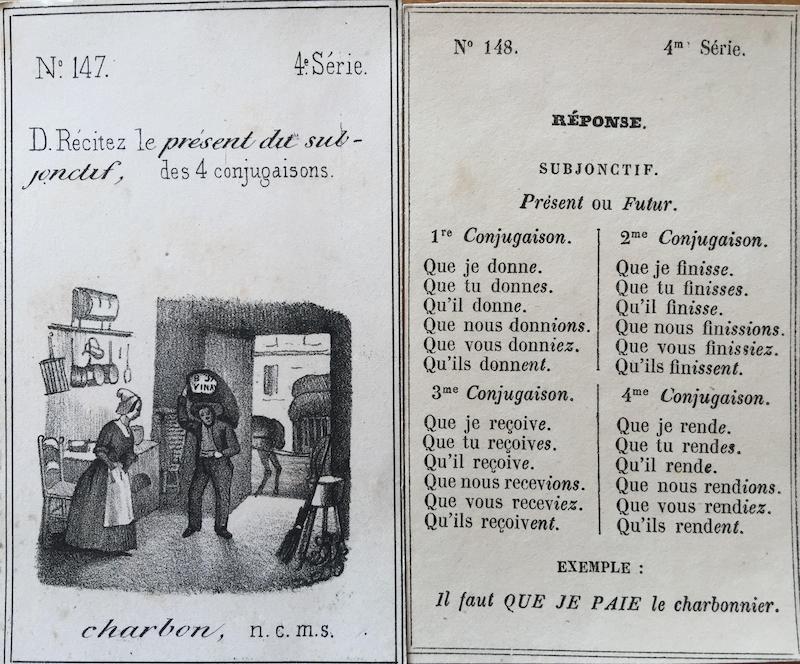 Nº 147.
4e Série.
D. Récitez le présent du sub-
jonctif, des 4 conjugaisons.
charbon, n. c. m. s.
Nº 148.
4me Série.
RÉPONSE.
SUBJONCTIF.
Présent ou Futur.
1re Conjugaison.
Que je donne.
Que tu donnes.
Qu'il donne.
Que nous donnions.
Que vous donniez.
Qu'ils donnent.
2me Conjugaison.
Que je finisse.
Que tu finisses.
Qu'il finisse.
Que nous finissions.
Que vous finissiez.
Qu'ils finissent.
3me Conjugaison.
Que je reçoive.
Que tu reçoives.
Qu'il reçoive.
Que nous recevions.
Que vous receviez.
Qu'ils reçoivent.
4me Conjugaison.
Que je rende.
Que tu rendes.
Qu'il rende.
Que nous rendions.
Que vous rendiez.
Qu'ils rendent.
EXEMPLE :
Il faut QUE JE PAIE le charbonnier.